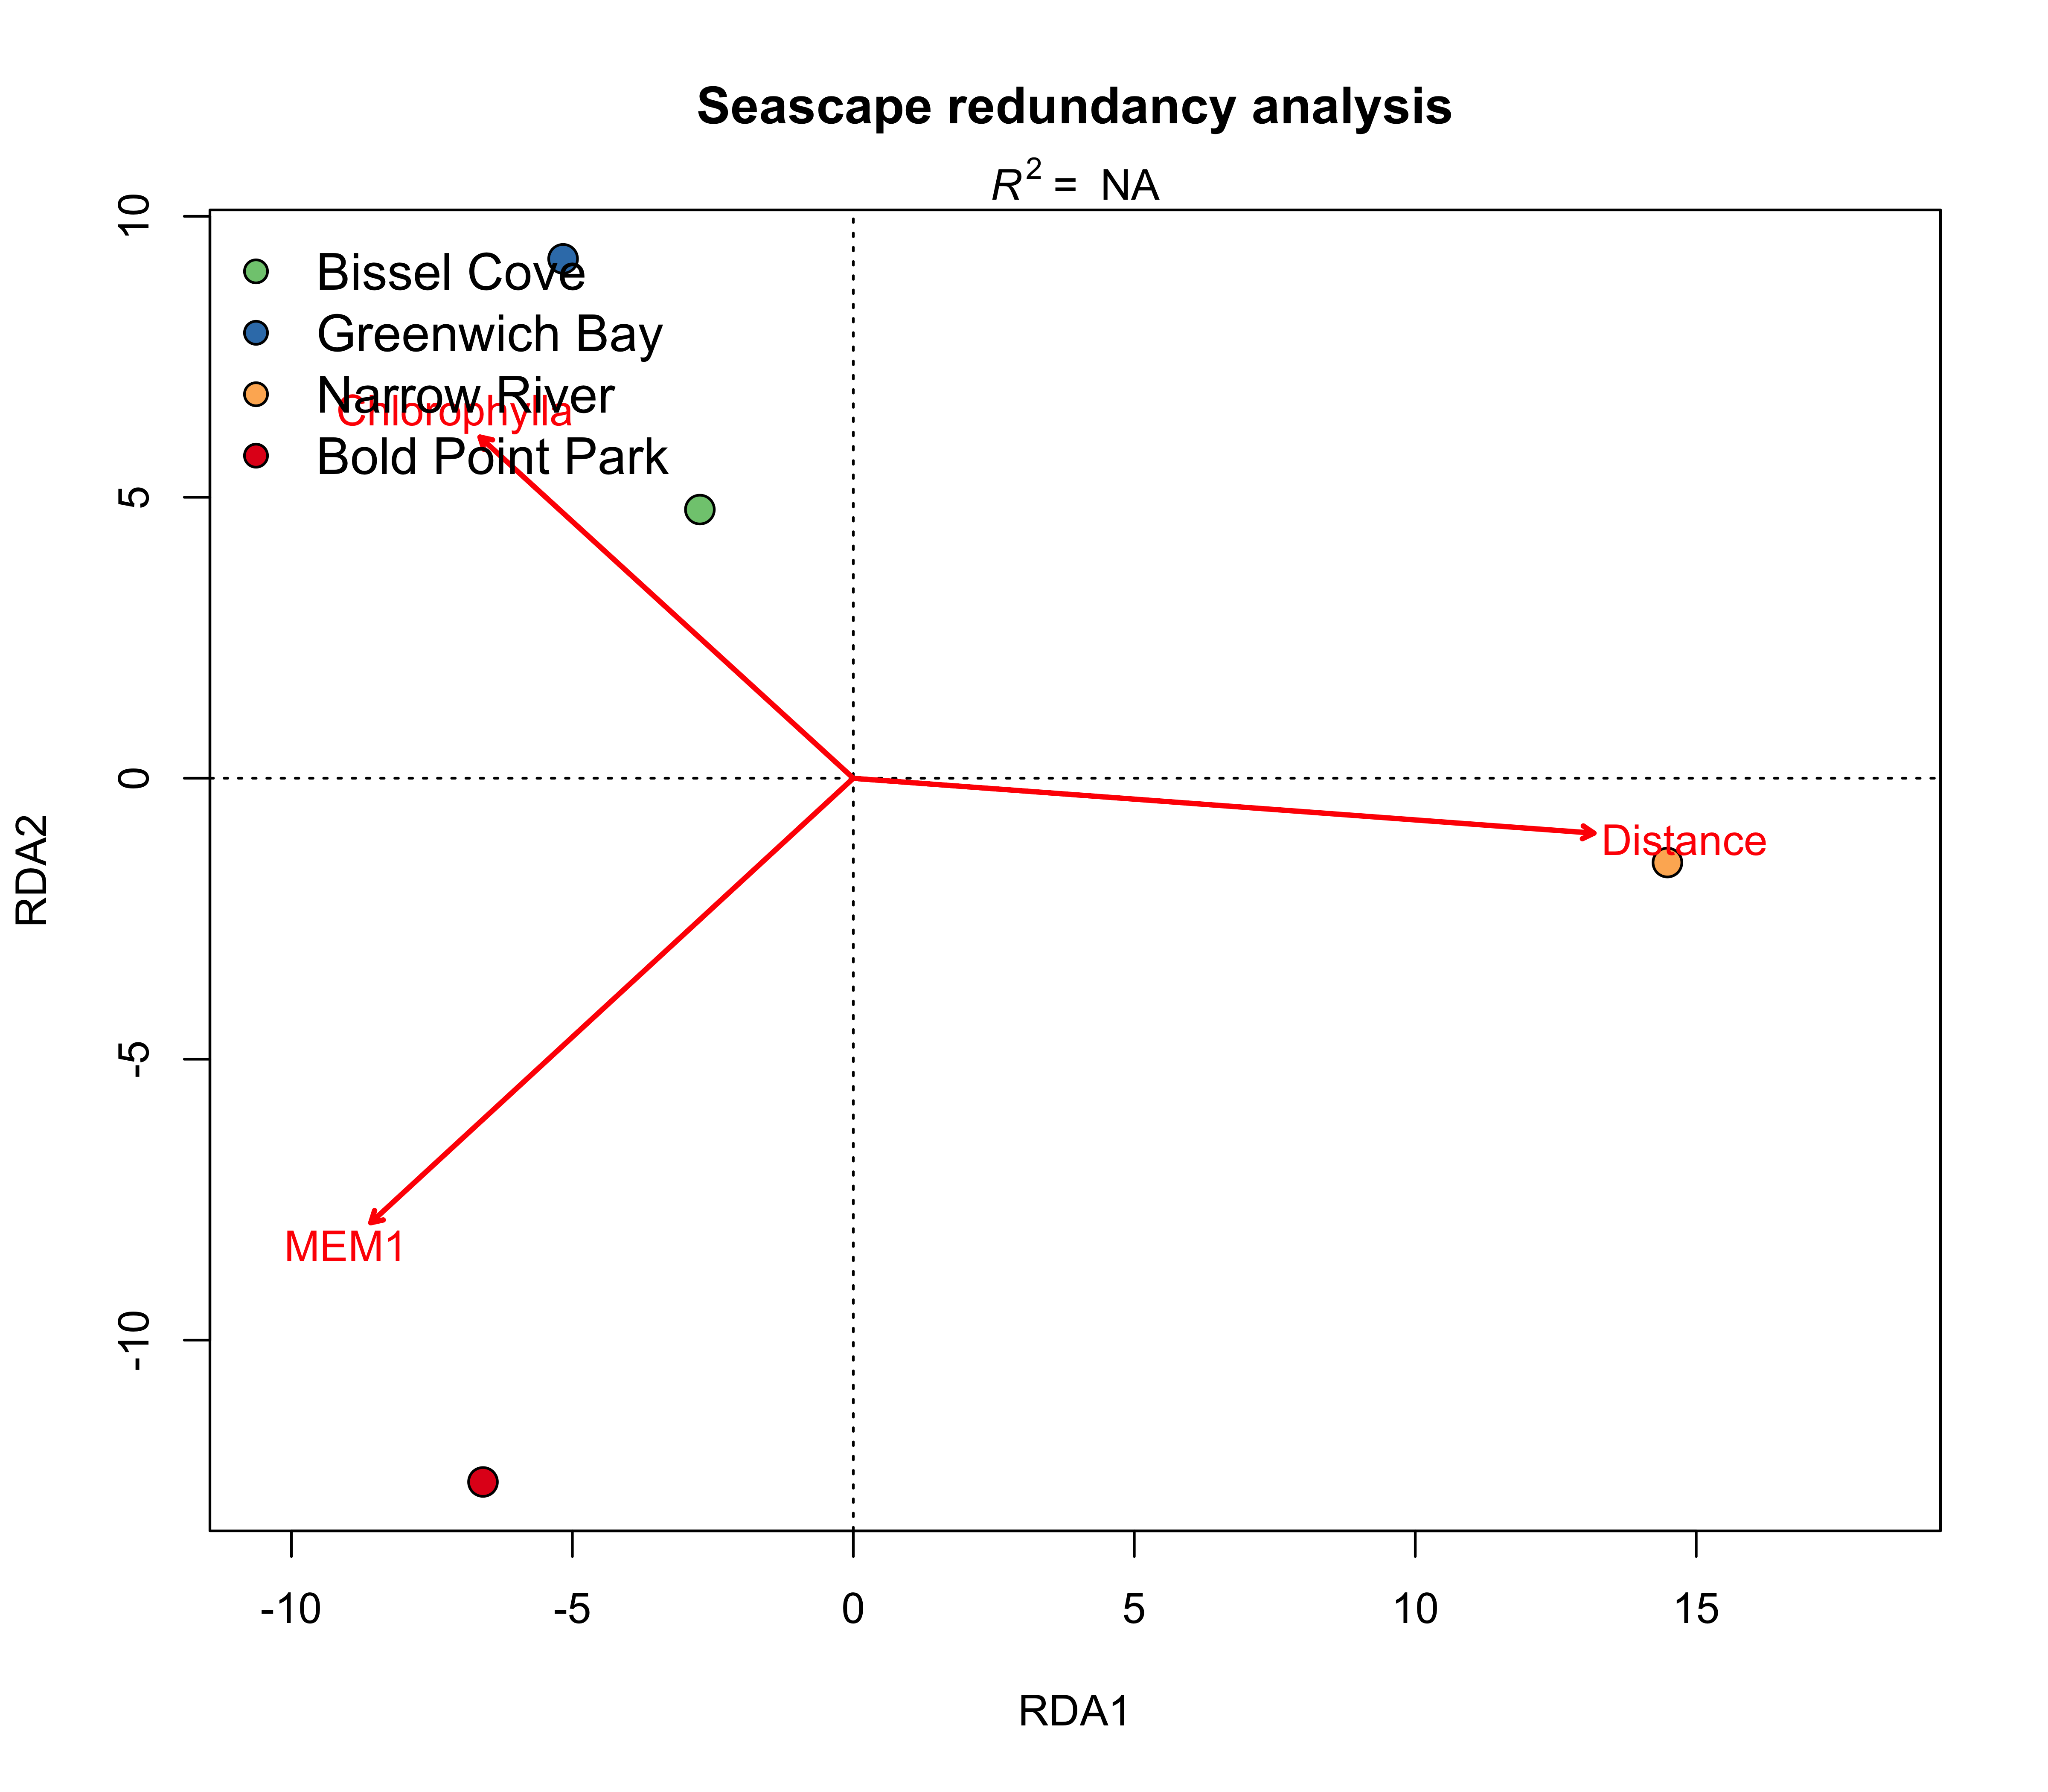 Seascape redundancy analysis
R² = NA
10
5
0
-5
-10
RDA2
Bissel Cove
Greenwich Bay
Narrow River
Chlorophylla
Bold Point Park
Distance
MEM1
-10 -5 0 5 10 15
RDA1